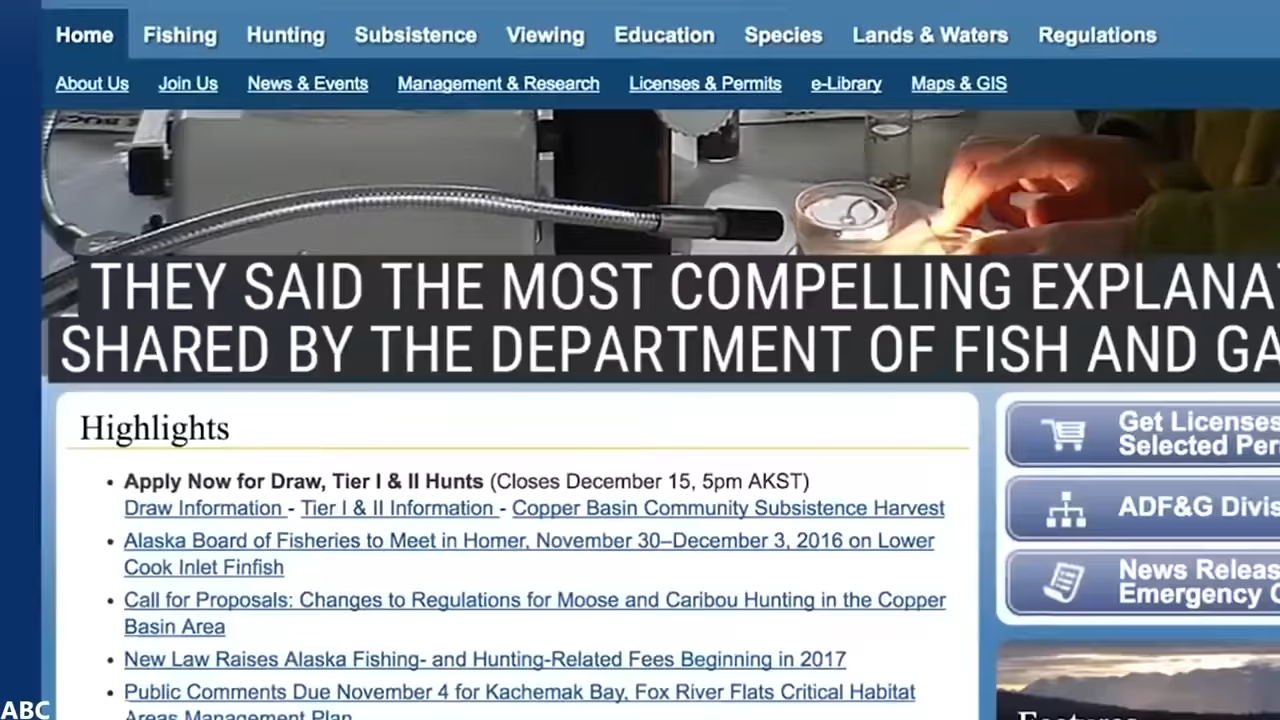 Home Fishing Hunting Subsistence Viewing Education Species Lands & Waters Regulations
About Us Join Us News & Events Management & Research Licenses & Permits e-Library Maps & GIS
THEY SAID THE MOST COMPELLING EXPLANA
SHARED BY THE DEPARTMENT OF FISH AND GA
Highlights
Apply Now for Draw, Tier I & II Hunts (Closes December 15, 5pm AKST)
Draw Information - Tier I & II Information - Copper Basin Community Subsistence Harvest
Alaska Board of Fisheries to Meet in Homer, November 30–December 3, 2016 on Lower
Cook Inlet Finfish
Call for Proposals: Changes to Regulations for Moose and Caribou Hunting in the Copper
Basin Area
New Law Raises Alaska Fishing- and Hunting-Related Fees Beginning in 2017
Public Comments Due November 4 for Kachemak Bay, Fox River Flats Critical Habitat
Areas Management Plan
Get Licenses
Selected Per
ADF&G Divis
News Releas
Emergency O
Features
ABC